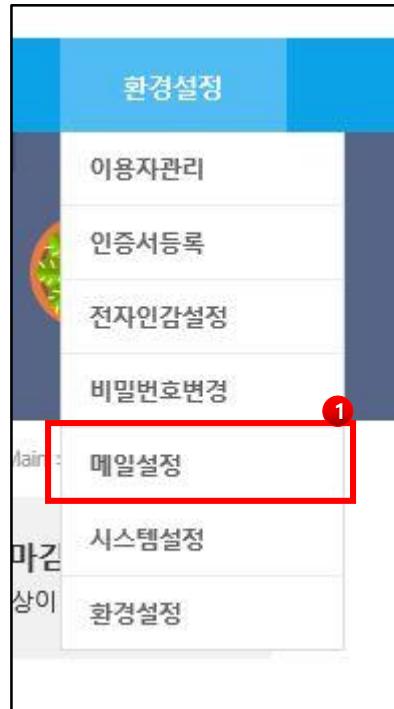 환경설정
이용자관리
인증서등록
전자인감설정
비밀번호변경
1
Main >
메일설정
시스템설정
마감
상이
환경설정